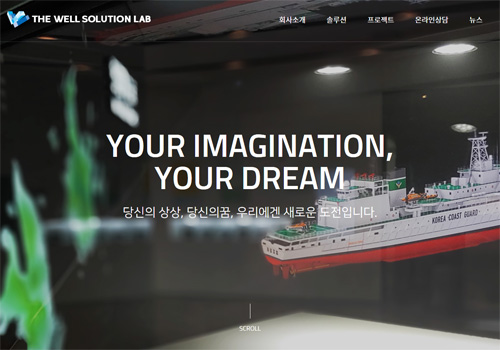 THE WELL SOLUTION LAB
회사소개 솔루션 프로젝트 온라인상담 뉴스
YOUR IMAGINATION,
YOUR DREAM
당신의 상상, 당신의꿈, 우리에겐 새로운 도전입니다.
KOREA COAST GUARD
SCROLL